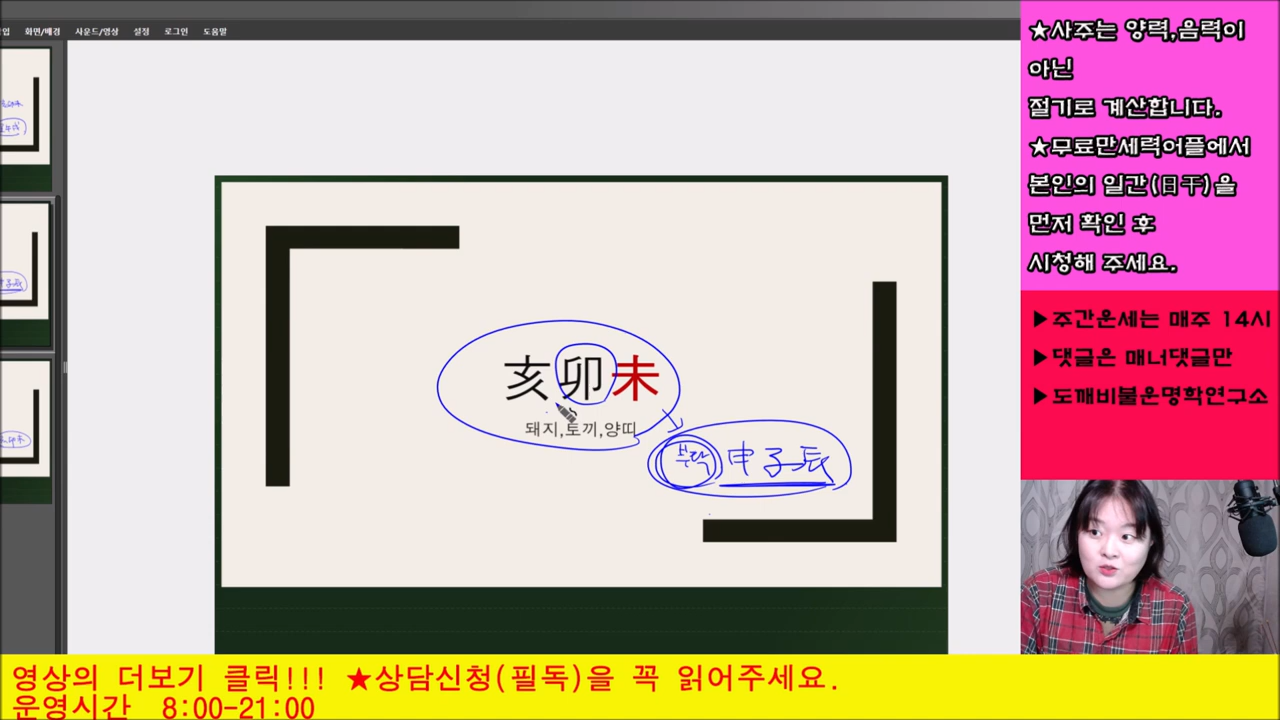 화면/배경 사운드/영상 설정 로그인 도움말
亥卯未
돼지,토끼,양띠
부탁 申子辰
★사주는 양력,음력이
아닌
절기로 계산합니다.
★무료만세력어플에서
본인의 일간(日干)을
먼저 확인 후
시청해 주세요.
▶주간운세는 매주 14시
▶댓글은 매너댓글만
▶도깨비불운명학연구소
영상의 더보기 클릭!!! ★상담신청(필독)을 꼭 읽어주세요.
운영시간 8:00-21:00